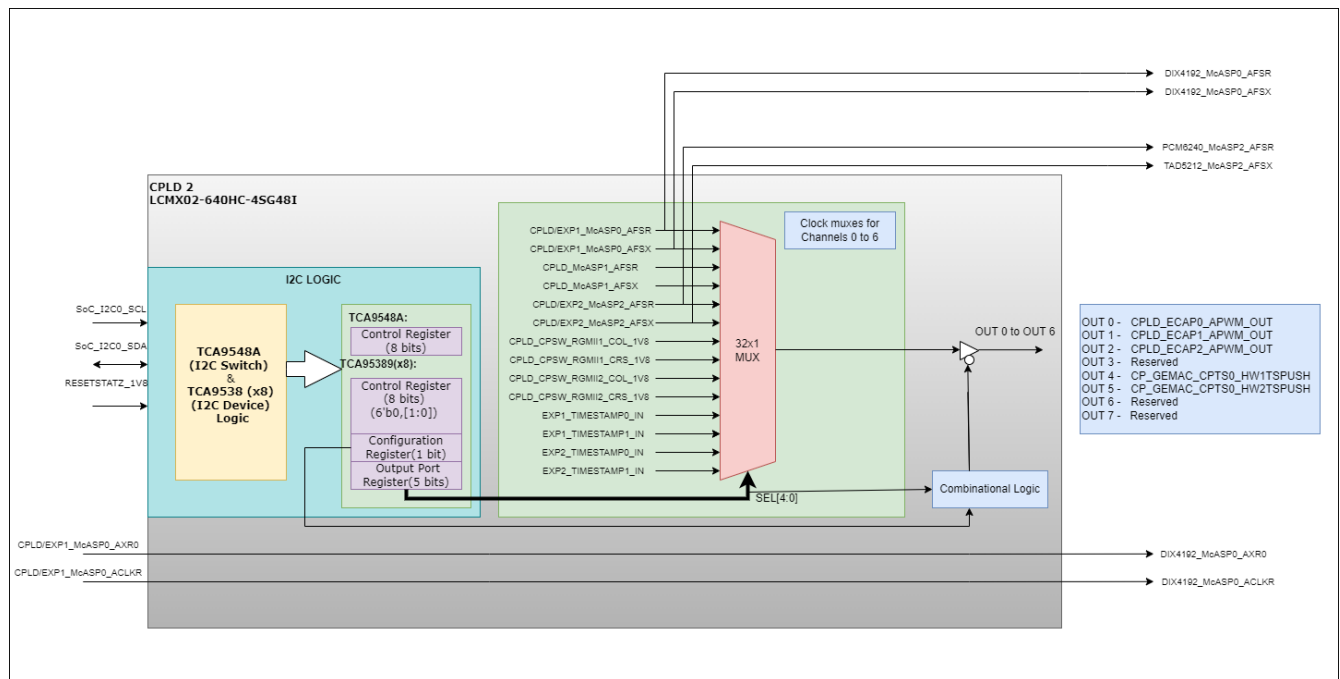 DIX4192_McASP0_AFSR
DIX4192_McASP0_AFSX
PCM6240_McASP2_AFSR
TAD5212_McASP2_AFSX
CPLD 2
LCMX02-640HC-4SG48I
Clock muxes for
Channels 0 to 6
CPLD/EXP1_McASP0_AFSR
CPLD/EXP1_McASP0_AFSX
CPLD_McASP1_AFSR
CPLD_McASP1_AFSX
CPLD/EXP2_McASP2_AFSR
CPLD/EXP2_McASP2_AFSX
CPLD_CPSW_RGMII1_COL_1V8
CPLD_CPSW_RGMII1_CRS_1V8
CPLD_CPSW_RGMII2_COL_1V8
CPLD_CPSW_RGMII2_CRS_1V8
EXP1_TIMESTAMP0_IN
EXP1_TIMESTAMP1_IN
EXP2_TIMESTAMP0_IN
EXP2_TIMESTAMP1_IN
32x1
MUX
SEL[4:0]
I2C LOGIC
SoC_I2C0_SCL
SoC_I2C0_SDA
RESETSTATZ_1V8
TCA9548A
(I2C Switch)
&
TCA9538 (x8)
(I2C Device)
Logic
TCA9548A:
Control Register
(8 bits)
TCA95389(x8):
Control Register
(8 bits)
(6'b0,[1:0])
Configuration
Register(1 bit)
Output Port
Register(5 bits)
OUT 0 to OUT 6
Combinational Logic
OUT 0 - CPLD_ECAP0_APWM_OUT
OUT 1 - CPLD_ECAP1_APWM_OUT
OUT 2 - CPLD_ECAP2_APWM_OUT
OUT 3 - Reserved
OUT 4 - CP_GEMAC_CPTS0_HW1TSPUSH
OUT 5 - CP_GEMAC_CPTS0_HW2TSPUSH
OUT 6 - Reserved
OUT 7 - Reserved
CPLD/EXP1_McASP0_AXR0
DIX4192_McASP0_AXR0
CPLD/EXP1_McASP0_ACLKR
DIX4192_McASP0_ACLKR